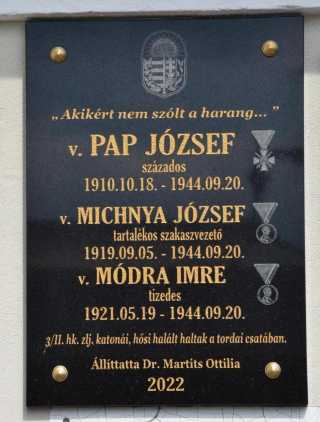 „Akikért nem szólt a harang..."
v. PAP JÓZSEF
százados
1910.10.18. - 1944.09.20.
v. MICHNYA JÓZSEF
tartalékos szakaszvezető
1919.09.05. - 1944.09.20.
v. MÓDRA IMRE
tizedes
1921.05.19 - 1944.09.20.
3/II. hk. zlj. katonái, hősi halált haltak a tordai csatában.
Állíttatta Dr. Martits Ottilia
2022